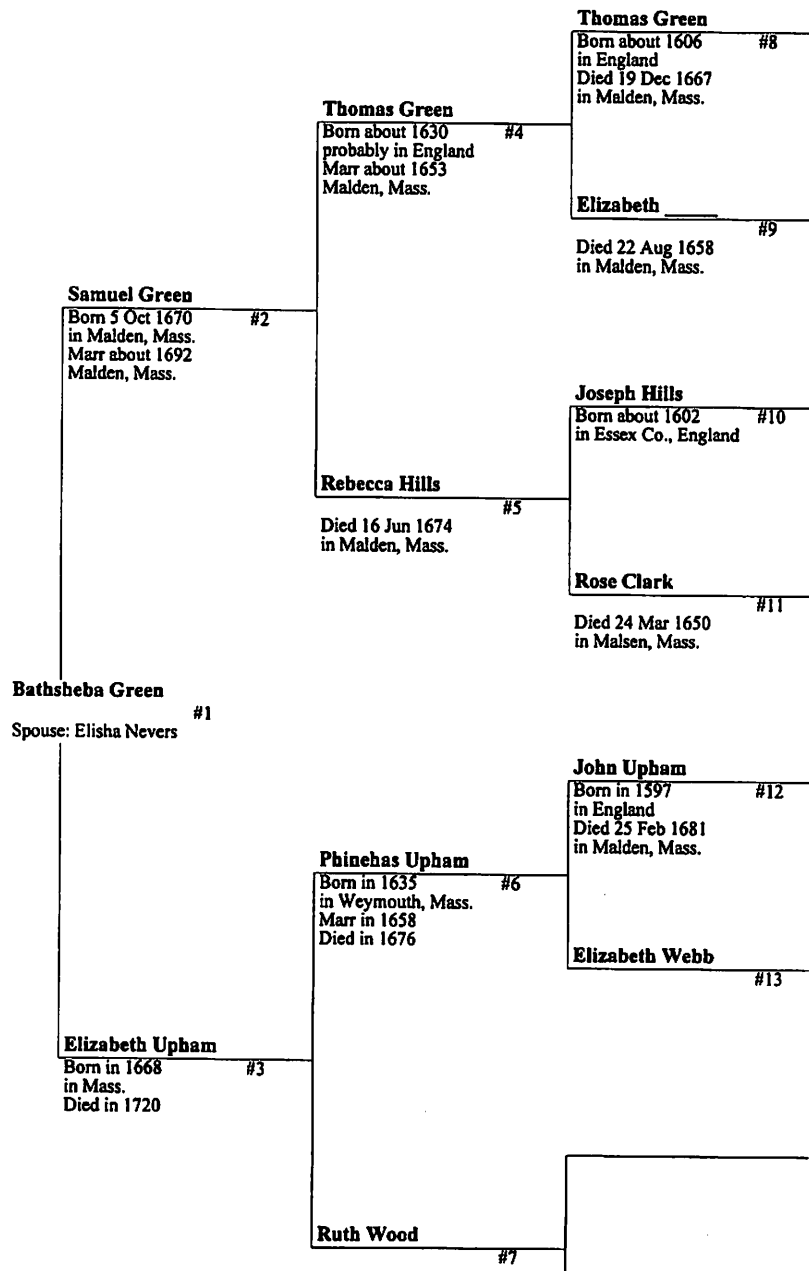 Thomas Green
Born about 1606 #8
in England
Died 19 Dec 1667
in Malden, Mass.
Thomas Green
Born about 1630 #4
probably in England
Marr about 1653
Malden, Mass.
Elizabeth ______
#9
Died 22 Aug 1658
in Malden, Mass.
Samuel Green
Born 5 Oct 1670 #2
in Malden, Mass.
Marr about 1692
Malden, Mass.
Joseph Hills
Born about 1602 #10
in Essex Co., England
Rebecca Hills
#5
Died 16 Jun 1674
in Malden, Mass.
Rose Clark
#11
Died 24 Mar 1650
in Malsen, Mass.
Bathsheba Green
#1
Spouse: Elisha Nevers
John Upham
Born in 1597 #12
in England
Died 25 Feb 1681
in Malden, Mass.
Phinehas Upham
Born in 1635 #6
in Weymouth, Mass.
Marr in 1658
Died in 1676
Elizabeth Webb
#13
Elizabeth Upham
Born in 1668 #3
in Mass.
Died in 1720
Ruth Wood
#7